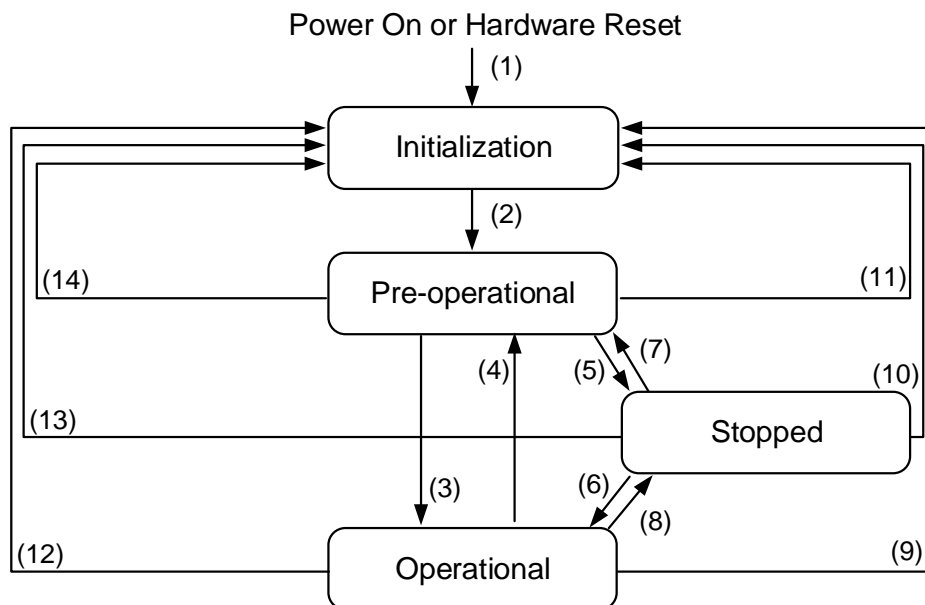 Power On or Hardware Reset
(1)
Initialization
(2)
(14)
Pre-operational
(11)
(4)
(5)
(7)
(10)
(13)
Stopped
(3)
(6)
(8)
(12)
Operational
(9)